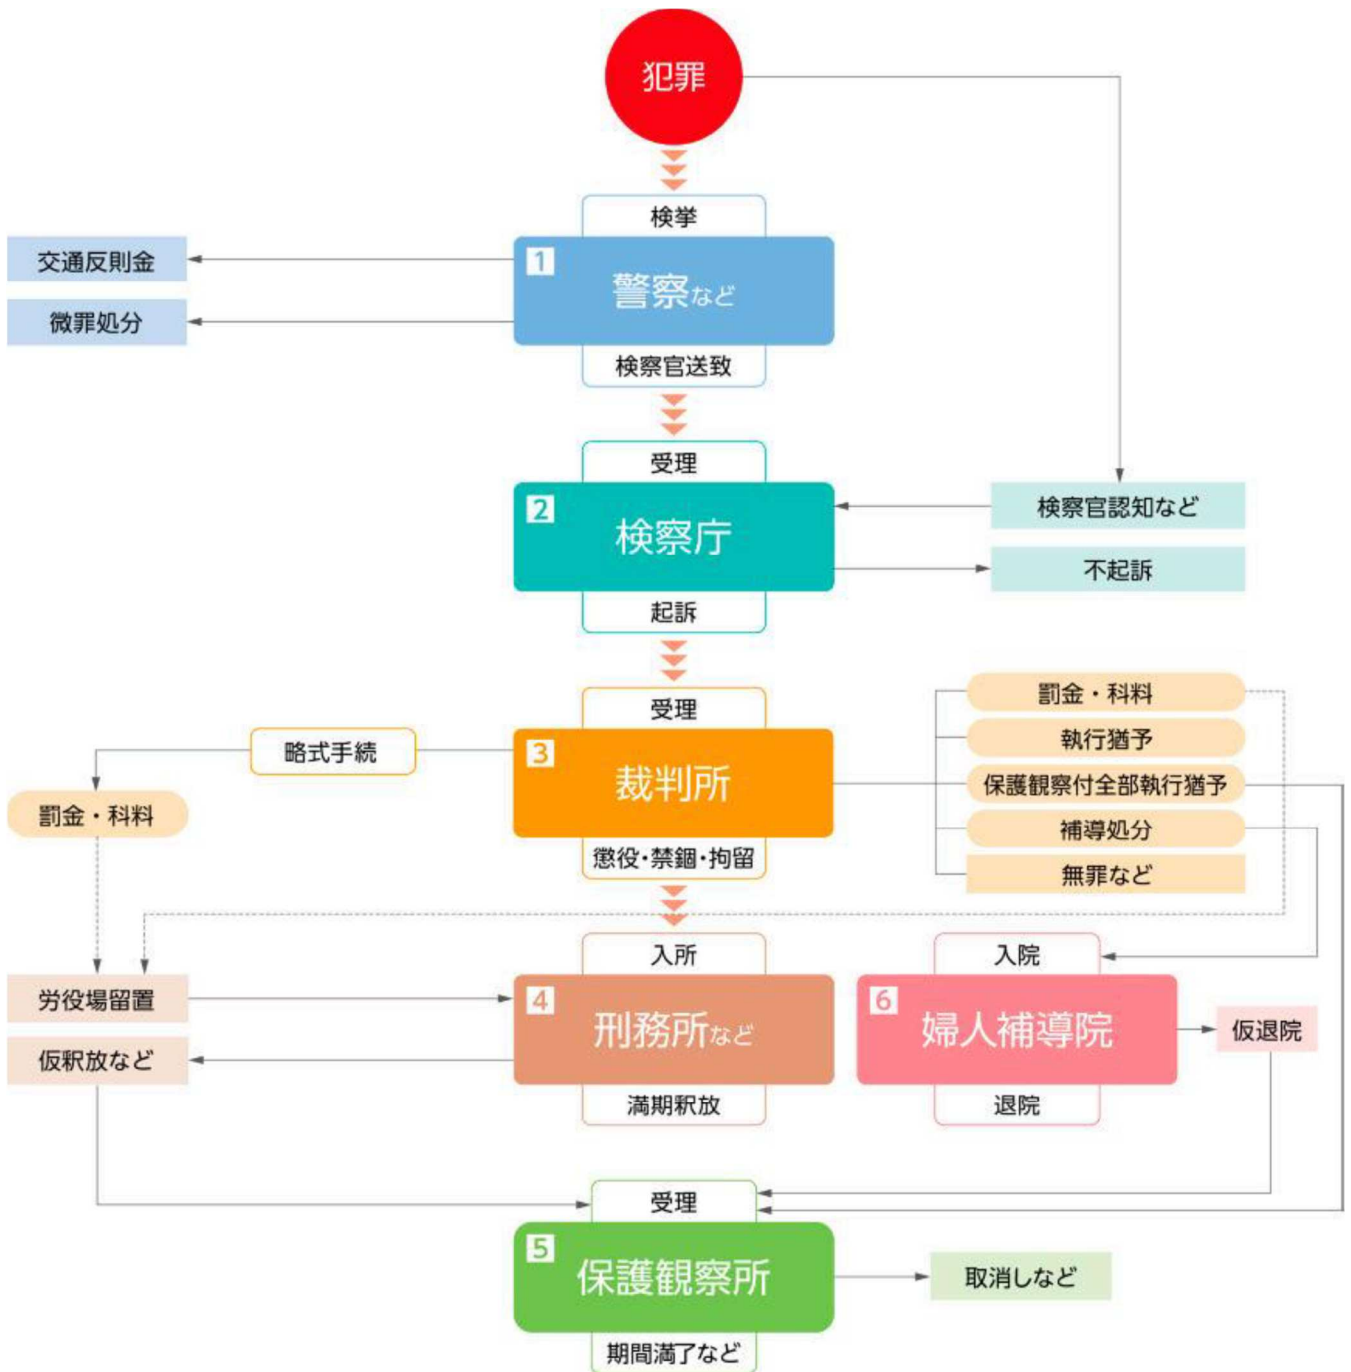 犯罪
検挙
1
警察など
交通反則金
微罪処分
検察官送致
受理
2
検察庁
検察官認知など
不起訴
起訴
受理
3
裁判所
略式手続
罰金・科料
罰金・科料
執行猶予
保護観察付全部執行猶予
補導処分
無罪など
懲役・禁錮・拘留
入所
4
刑務所など
労役場留置
仮釈放など
満期釈放
入院
6
婦人補導院
仮退院
退院
受理
5
保護観察所
取消しなど
期間満了など